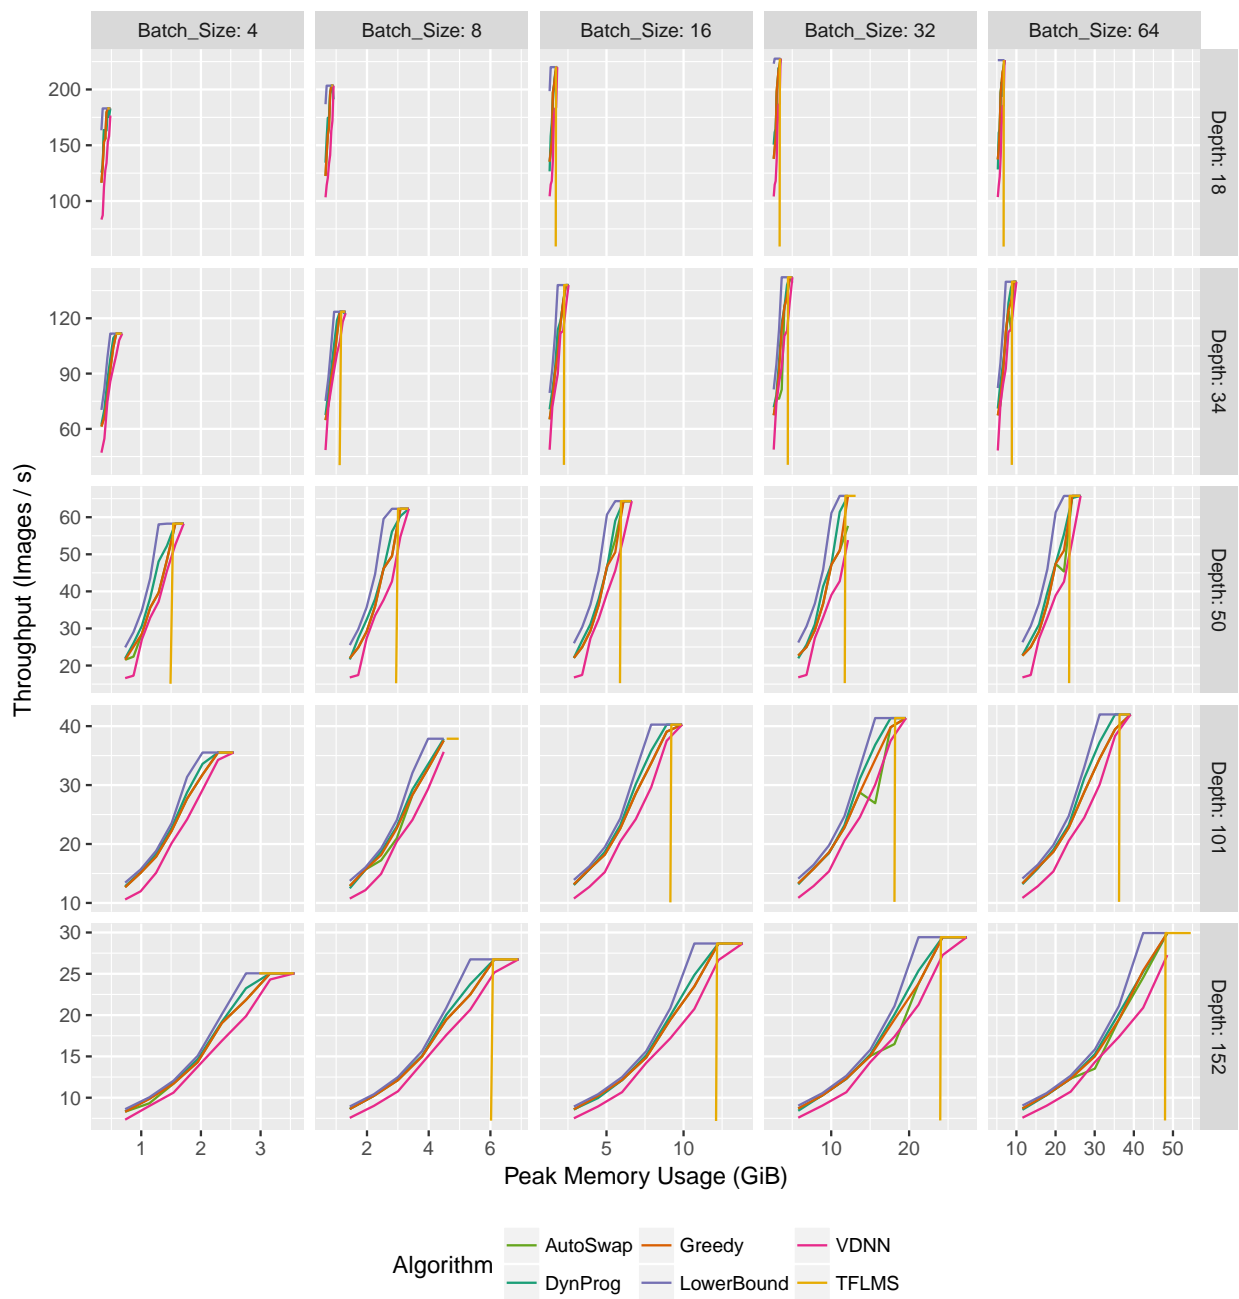 Batch_Size: 4
Batch_Size: 8
Batch_Size: 16
Batch_Size: 32
Batch_Size: 64
200
150
100
Depth: 18
120
90
60
Depth: 34
60
50
40
30
20
Depth: 50
40
30
20
10
Depth: 101
30
25
20
15
10
Depth: 152
Throughput (Images / s)
1 2 3
2 4 6
5 10
10 20
10 20 30 40 50
Peak Memory Usage (GiB)
Algorithm
AutoSwap Greedy VDNN
DynProg LowerBound TFLMS